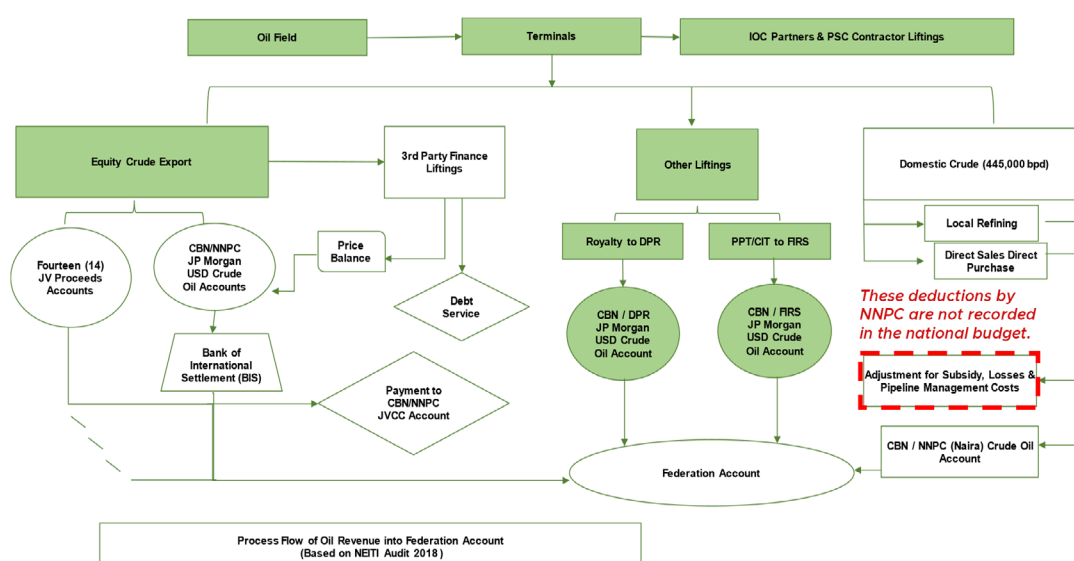 Oil Field
Terminals
IOC Partners & PSC Contractor Liftings
Equity Crude Export
3rd Party Finance
Liftings
Other Liftings
Domestic Crude (445,000 bpd)
Local Refining
Direct Sales Direct
Purchase
Royalty to DPR
PPT/CIT to FIRS
Fourteen (14)
JV Proceeds
Accounts
CBN/NNPC
JP Morgan
USD Crude
Oil Accounts
Price
Balance
Debt
Service
CBN / DPR
JP Morgan
USD Crude
Oil Account
CBN / FIRS
JP Morgan
USD Crude
Oil Account
These deductions by
NNPC are not recorded
in the national budget.
Bank of
International
Settlement (BIS)
Adjustment for Subsidy, Losses &
Pipeline Management Costs
Payment to
CBN/NNPC
JVCC Account
CBN / NNPC (Naira) Crude Oil
Account
Federation Account
Process Flow of Oil Revenue into Federation Account
(Based on NEITI Audit 2018)